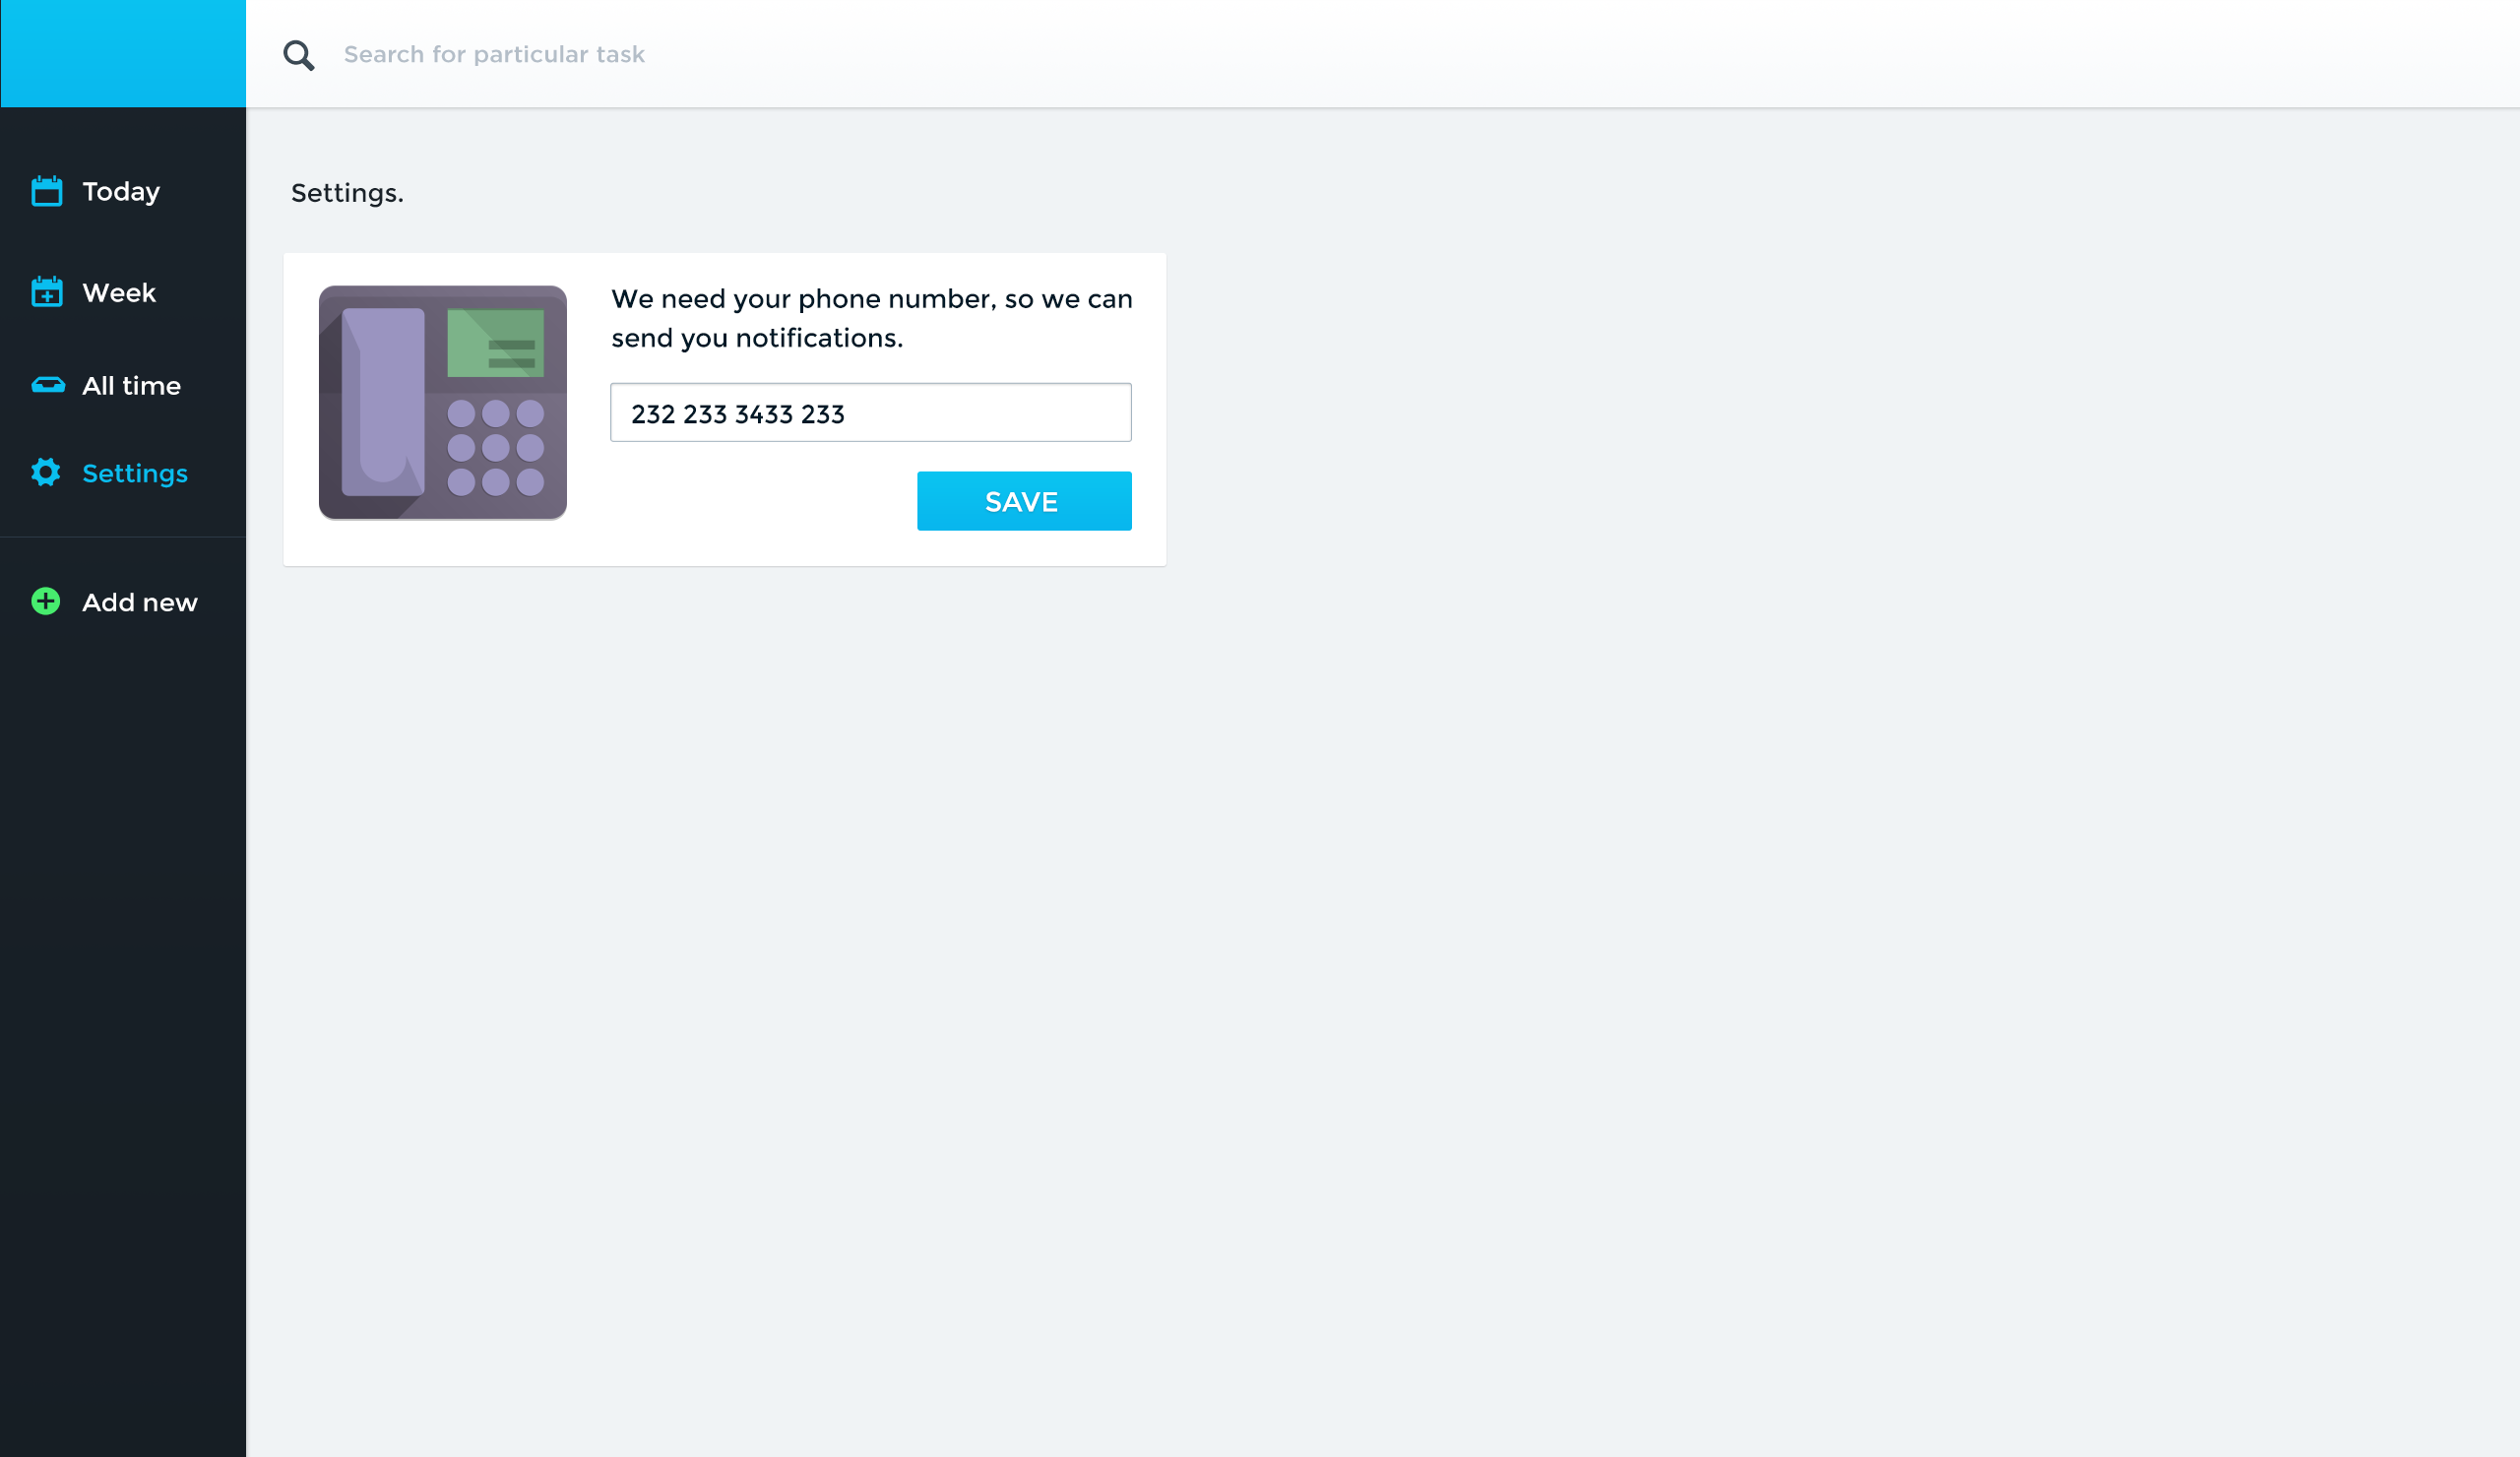 Search for particular task
Today
Week
All time
Settings
Add new
Settings.
We need your phone number, so we can
send you notifications.
232 233 3433 233
SAVE